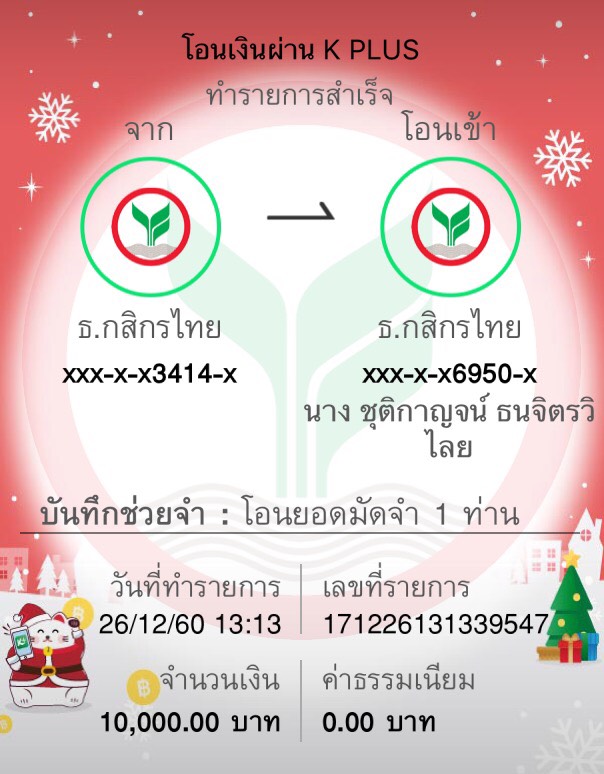 โอนเงินผ่าน K PLUS
ทำรายการสำเร็จ
จาก
โอนเข้า
ธ.กสิกรไทย
ธ.กสิกรไทย
xxx-x-x3414-x
xxx-x-x6950-x
นาง ชุติกาญจน์ ธนจิตรวิ
ไลย
บันทึกช่วยจำ : โอนยอดมัดจำ 1 ท่าน
วันที่ทำรายการ
เลขที่รายการ
26/12/60 13:13
171226131339547
จำนวนเงิน
ค่าธรรมเนียม
10,000.00 บาท
0.00 บาท